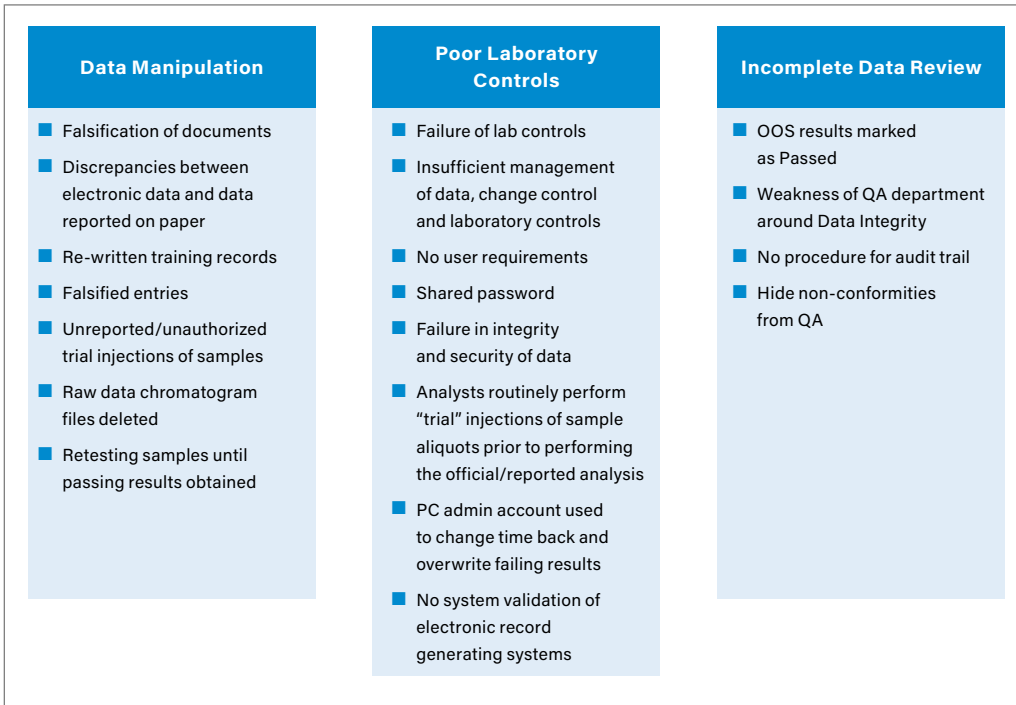 Data Manipulation
Falsification of documents
Discrepancies between
electronic data and data
reported on paper
Re-written training records
Falsified entries
Unreported/unauthorized
trial injections of samples
Raw data chromatogram
files deleted
Retesting samples until
passing results obtained
Poor Laboratory
Controls
Failure of lab controls
Insufficient management
of data, change control
and laboratory controls
No user requirements
Shared password
Failure in integrity
and security of data
Analysts routinely perform
“trial” injections of sample
aliquots prior to performing
the official/reported analysis
PC admin account used
to change time back and
overwrite failing results
No system validation of
electronic record
generating systems
Incomplete Data Review
OOS results marked
as Passed
Weakness of QA department
around Data Integrity
No procedure for audit trail
Hide non-conformities
from QA